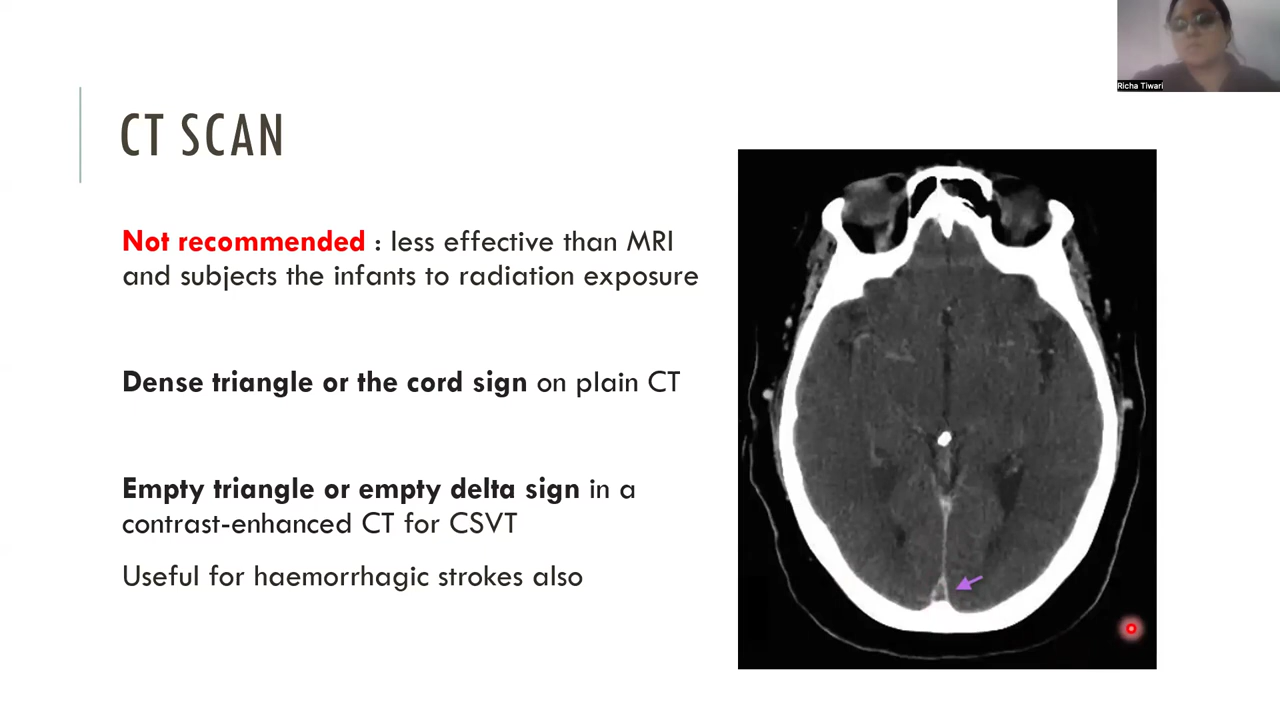 Richa Tiwari
CT SCAN
Not recommended : less effective than MRI
and subjects the infants to radiation exposure
Dense triangle or the cord sign on plain CT
Empty triangle or empty delta sign in a
contrast-enhanced CT for CSVT
Useful for haemorrhagic strokes also